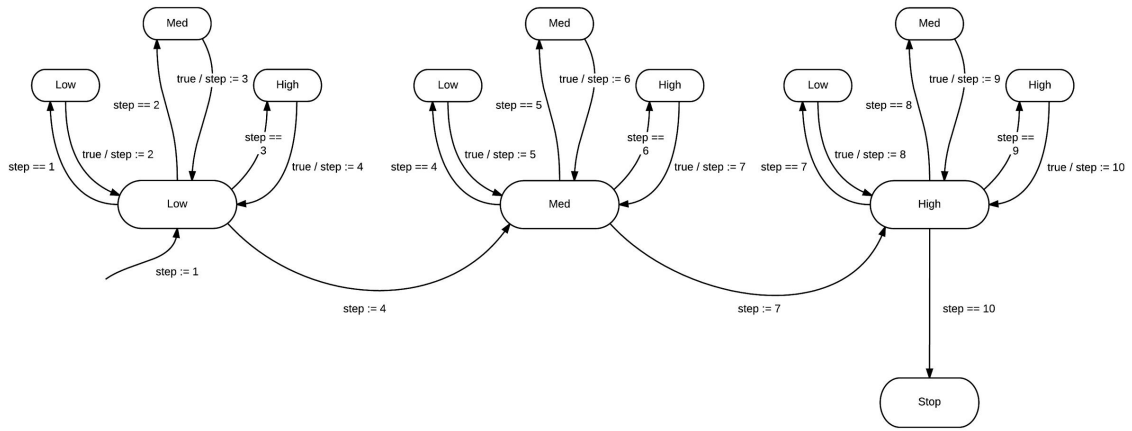 Med
Med
Med
Low
true / step := 3
High
Low
true / step := 6
High
Low
true / step := 9
High
step == 2
step == 5
step == 8
step ==
3
step ==
6
step ==
9
step == 1
true / step := 2
true / step := 4
step == 4
true / step := 5
true / step := 7
step == 7
true / step := 8
true / step := 10
Low
Med
High
step := 1
step := 4
step := 7
step == 10
Stop